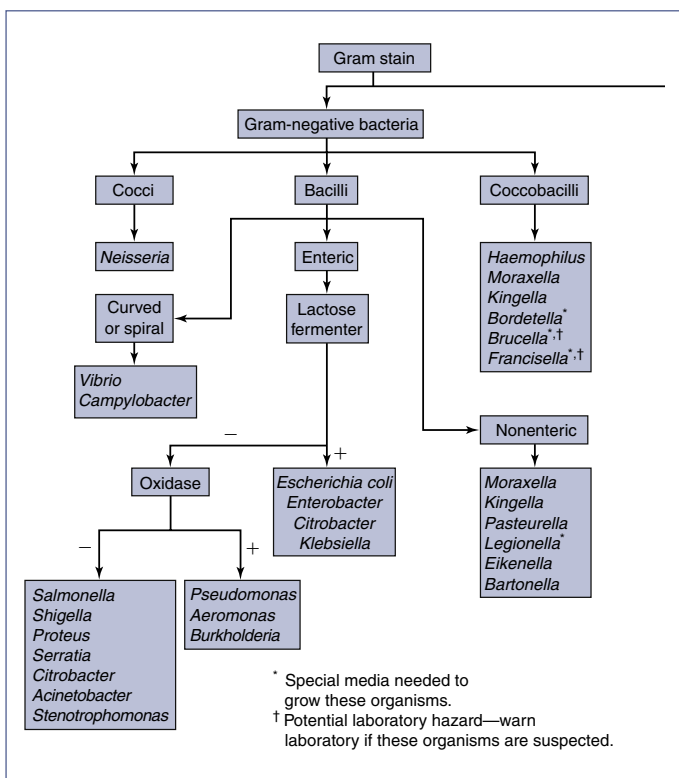 Gram stain
Gram-negative bacteria
Cocci
Bacilli
Coccobacilli
Neisseria
Enteric
Haemophilus
Moraxella
Kingella
Bordetella*
Brucella*,†
Francisella*,†
Curved
or spiral
Lactose
fermenter
Vibrio
Campylobacter
Nonenteric
−
+
Oxidase
Escherichia coli
Enterobacter
Citrobacter
Klebsiella
Moraxella
Kingella
Pasteurella
Legionella*
Eikenella
Bartonella
−
+
Salmonella
Shigella
Proteus
Serratia
Citrobacter
Acinetobacter
Stenotrophomonas
Pseudomonas
Aeromonas
Burkholderia
* Special media needed to
grow these organisms.
† Potential laboratory hazard—warn
laboratory if these organisms are suspected.